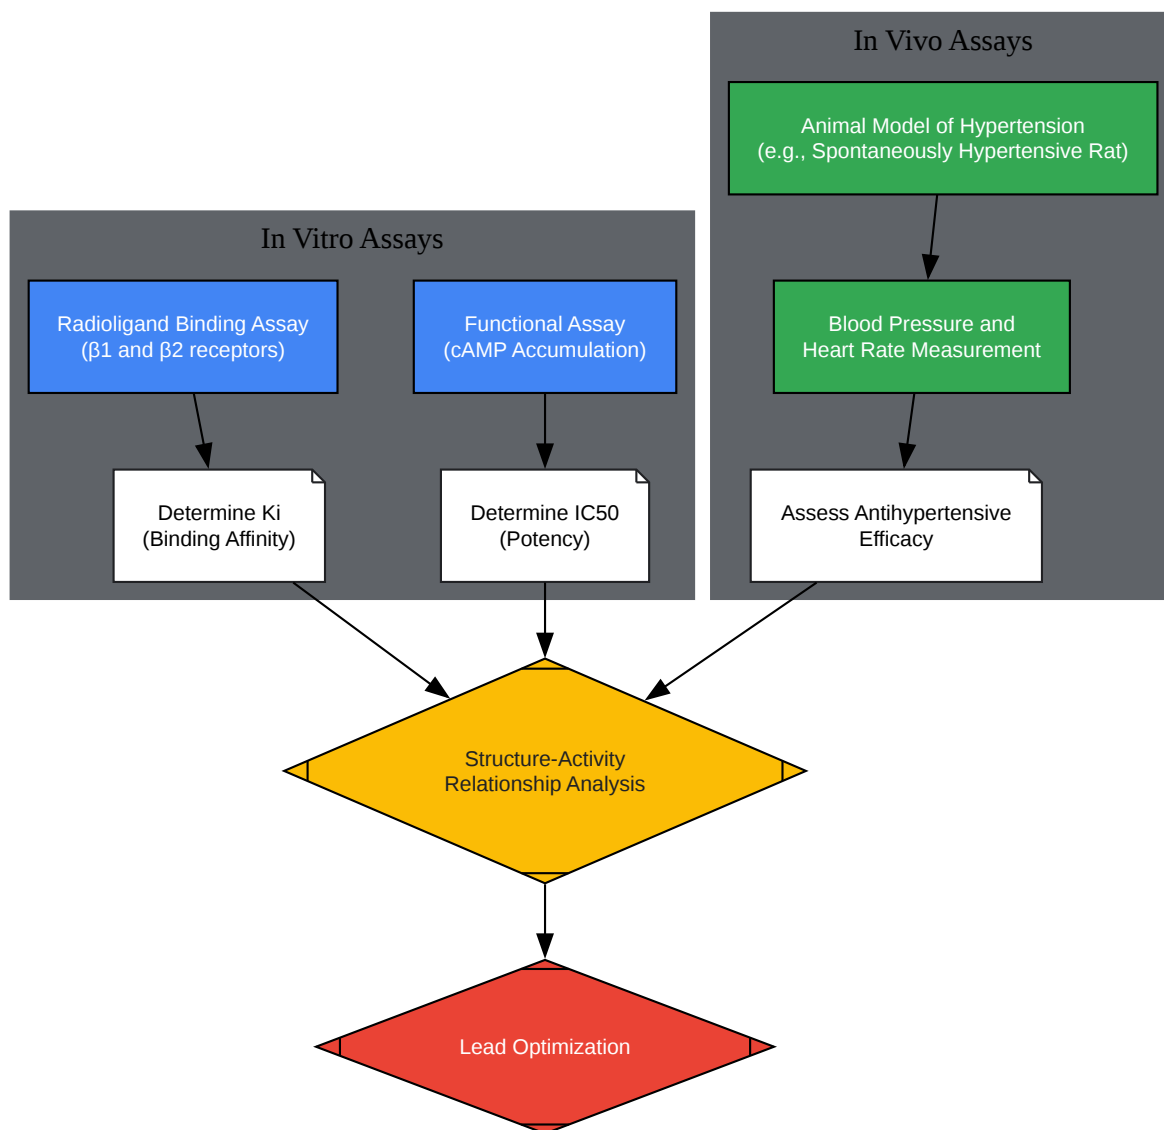 In Vivo Assays
Animal Model of Hypertension
(e.g., Spontaneously Hypertensive Rat)
In Vitro Assays
Radioligand Binding Assay
(β1 and β2 receptors)
Functional Assay
(cAMP Accumulation)
Blood Pressure and
Heart Rate Measurement
Determine Ki
(Binding Affinity)
Determine IC50
(Potency)
Assess Antihypertensive
Efficacy
Structure-Activity
Relationship Analysis
Lead Optimization